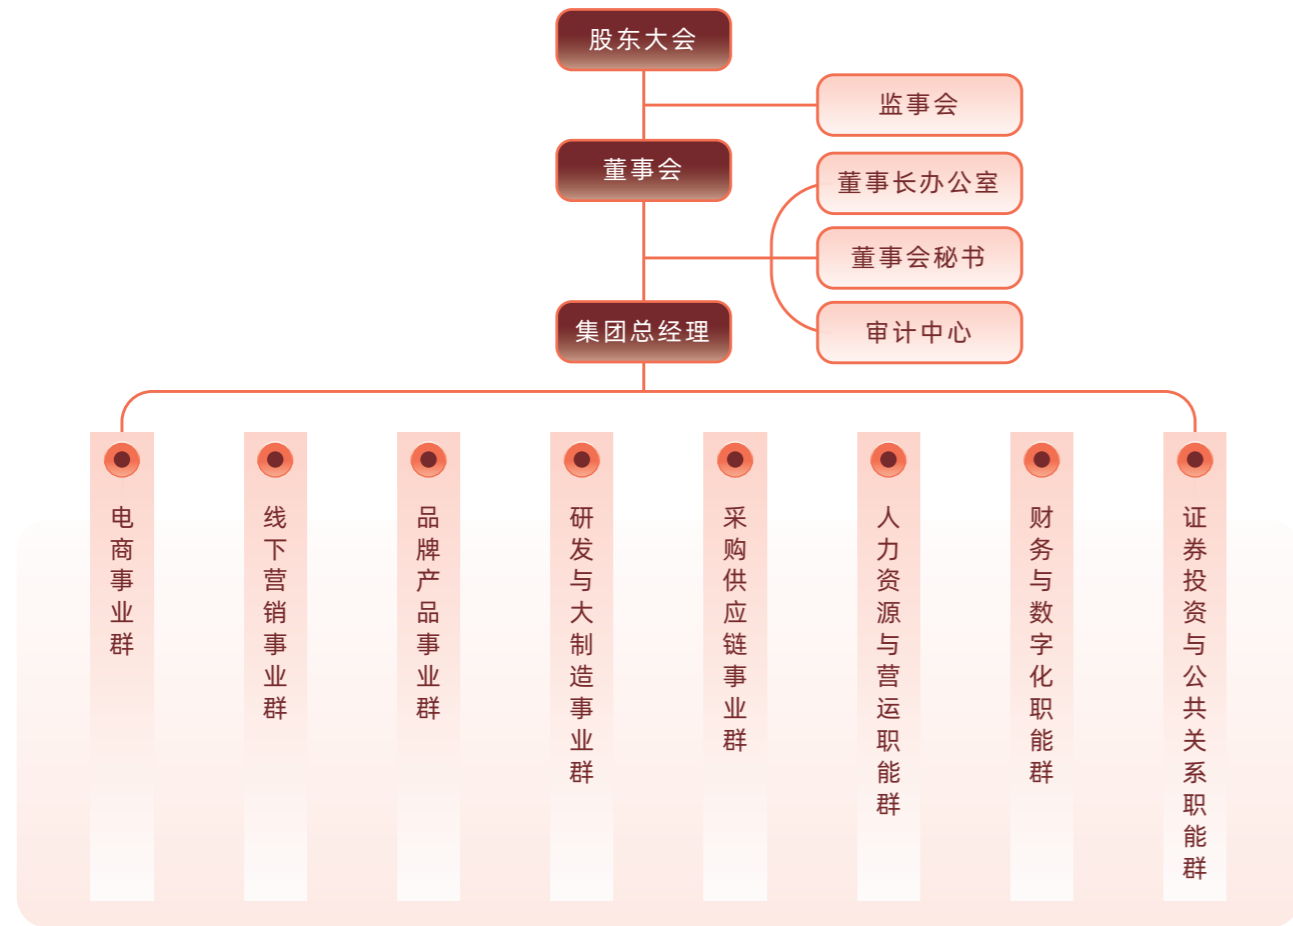 股东大会
监事会
董事会
董事长办公室
董事会秘书
审计中心
集团总经理
电商事业群
线下营销事业群
品牌产品事业群
研发与大制造事业群
采购供应链事业群
人力资源与营运职能群
财务与数字化职能群
证券投资与公共关系职能群